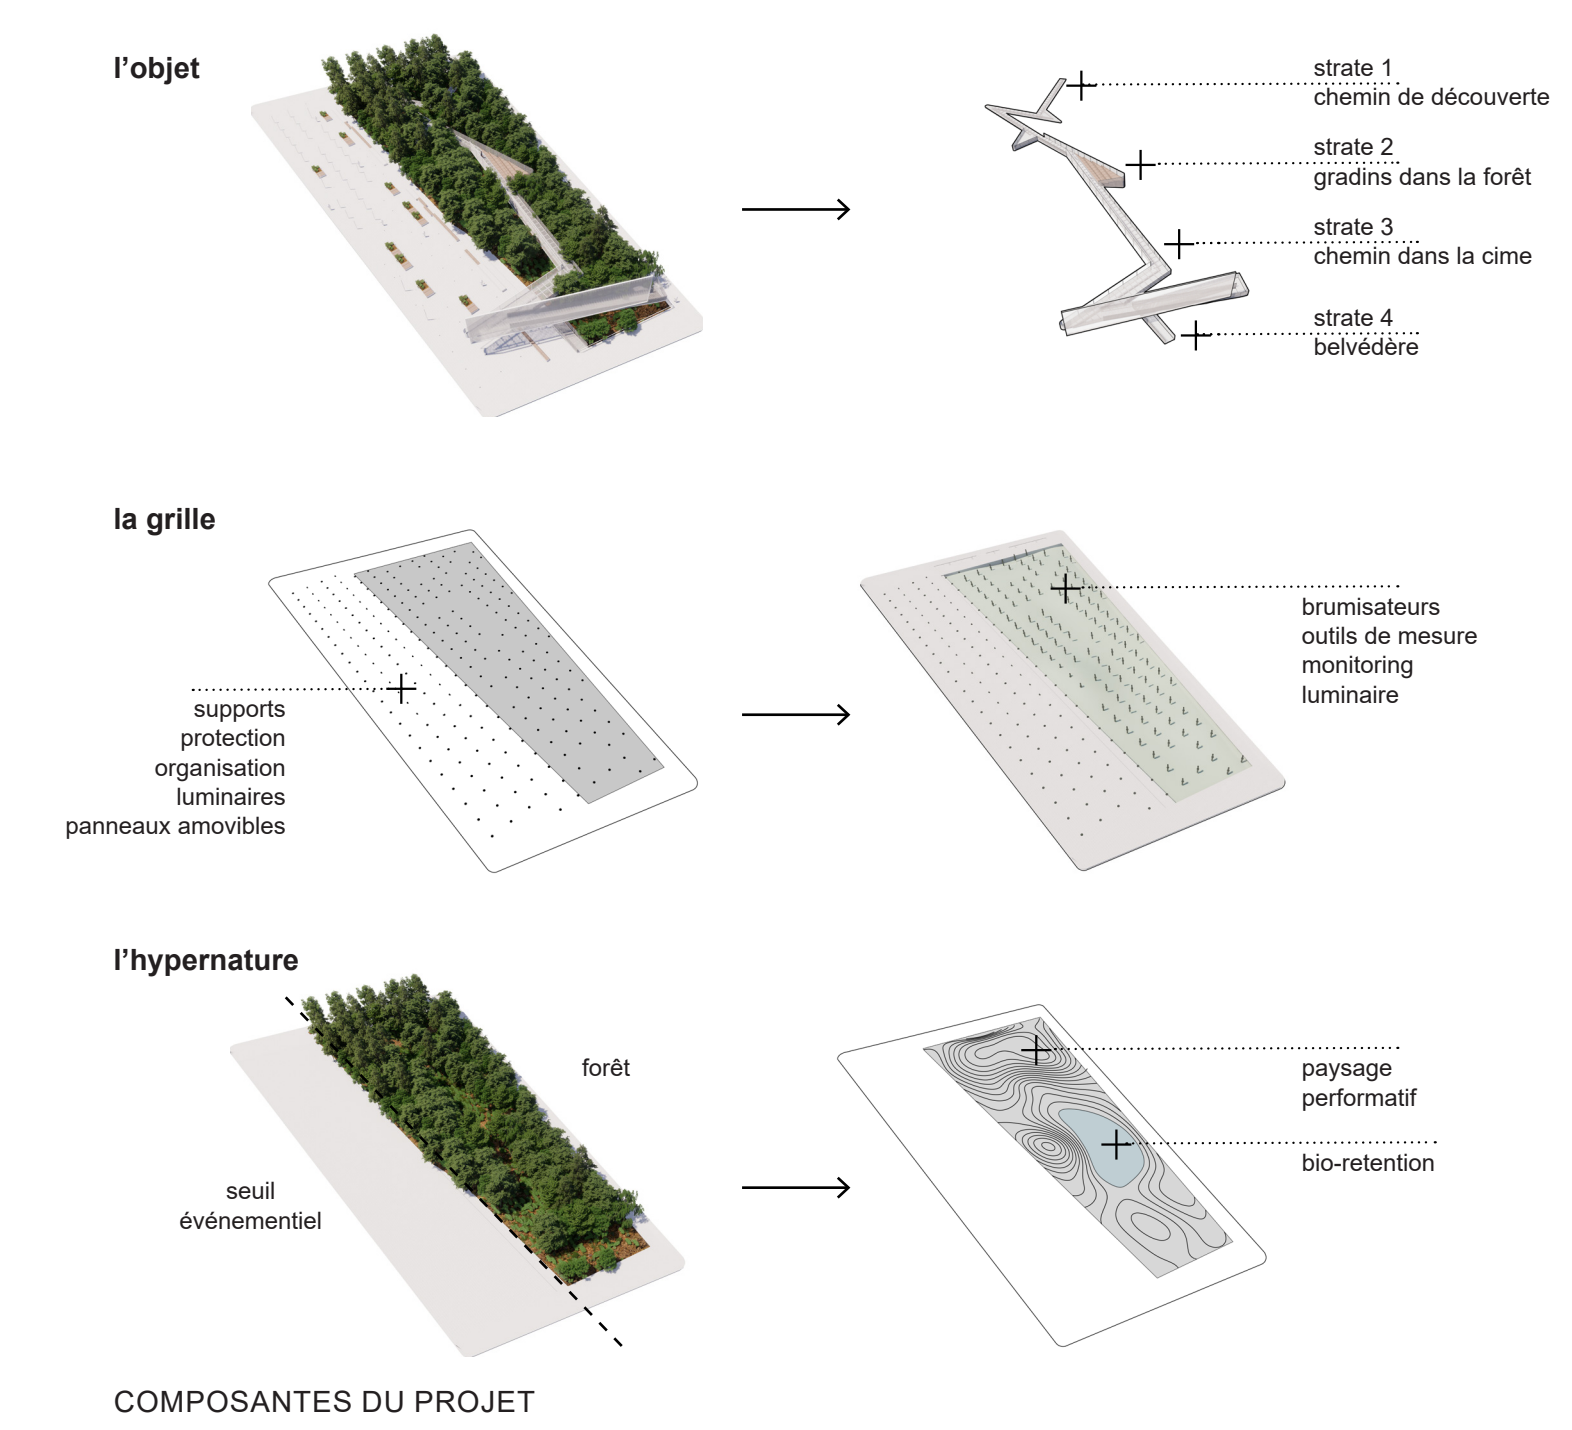 l’objet
strate 1
chemin de découverte
strate 2
gradins dans la forêt
strate 3
chemin dans la cime
strate 4
belvédère
la grille
supports
protection
organisation
luminaires
panneaux amovibles
brumisateurs
outils de mesure
monitoring
luminaire
l’hypernature
forêt
seuil
événementiel
paysage
performatif
bio-retention
COMPOSANTES DU PROJET